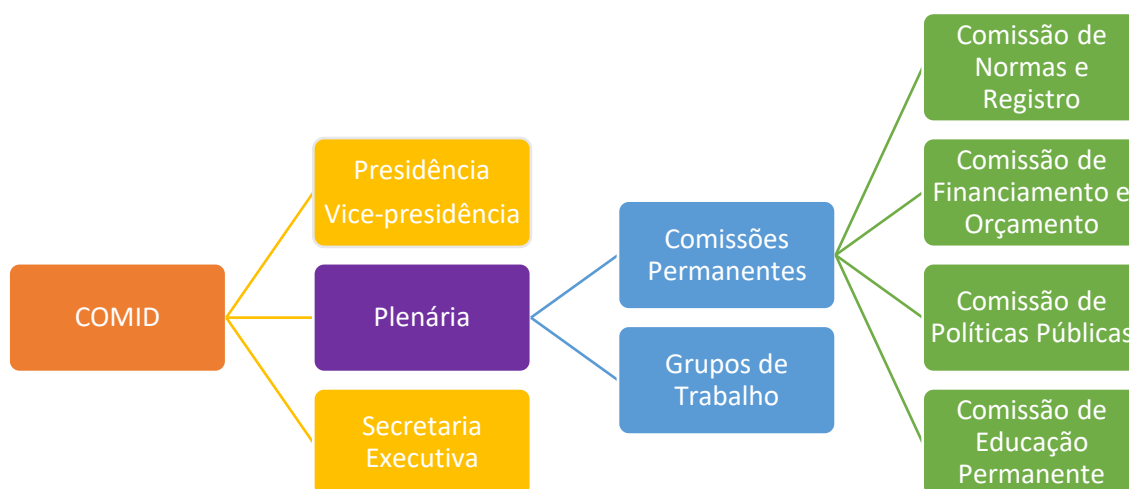 COMID
Presidência
Vice-presidência
Plenária
Secretaria
Executiva
Comissões
Permanentes
Grupos de
Trabalho
Comissão de
Normas e
Registro
Comissão de
Financiamento e
Orçamento
Comissão de
Políticas Públicas
Comissão de
Educação
Permanente